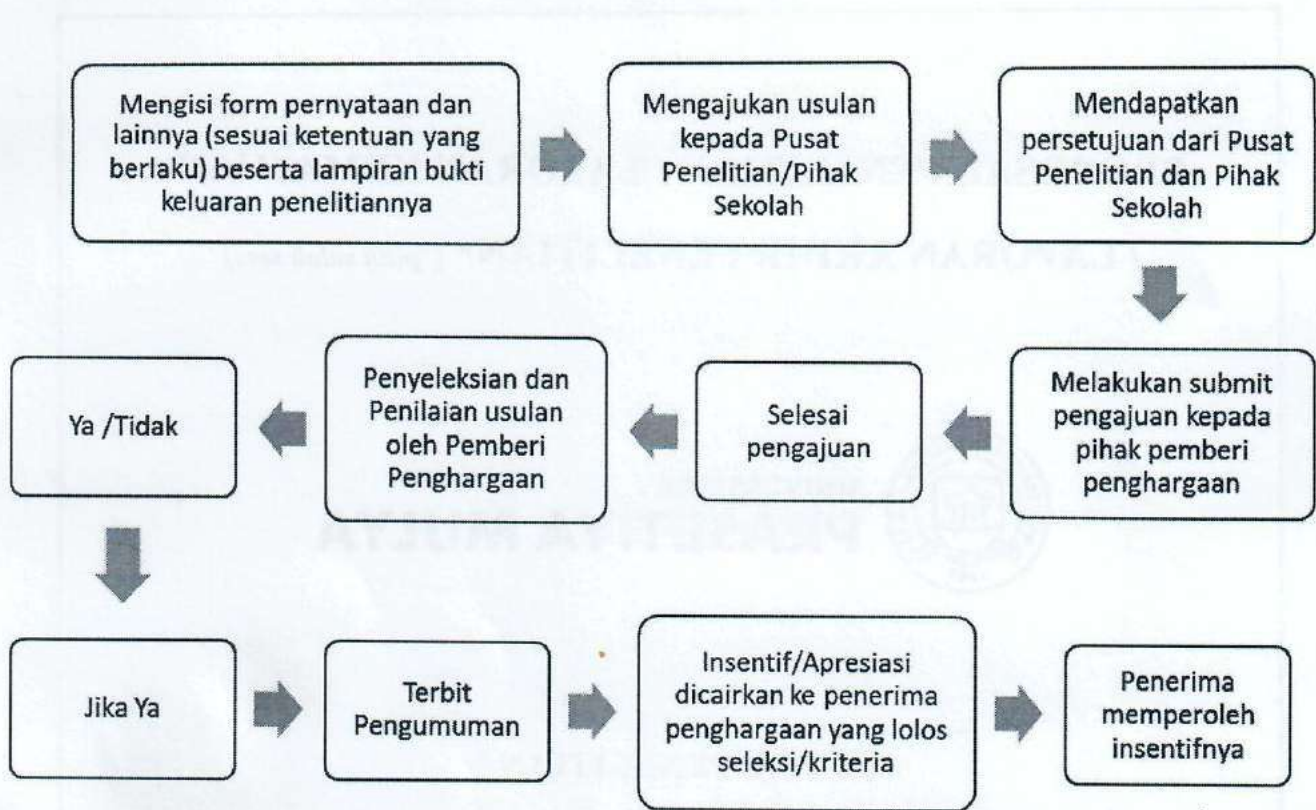 Mengisi form pernyataan dan
lainnya (sesuai ketentuan yang
berlaku) beserta lampiran bukti
keluaran penelitiannya
Mengajukan usulan
kepada Pusat
Penelitian/Pihak
Sekolah
Mendapatkan
persetujuan dari Pusat
Penelitian dan Pihak
Sekolah
Melakukan submit
pengajuan kepada
pihak pemberi
penghargaan
Selesai
pengajuan
Penyeleksian dan
Penilaian usulan
oleh Pemberi
Penghargaan
Ya /Tidak
Jika Ya
Terbit
Pengumuman
Insentif/Apresiasi
dicairkan ke penerima
penghargaan yang lolos
seleksi/kriteria
Penerima
memperoleh
insentifnya